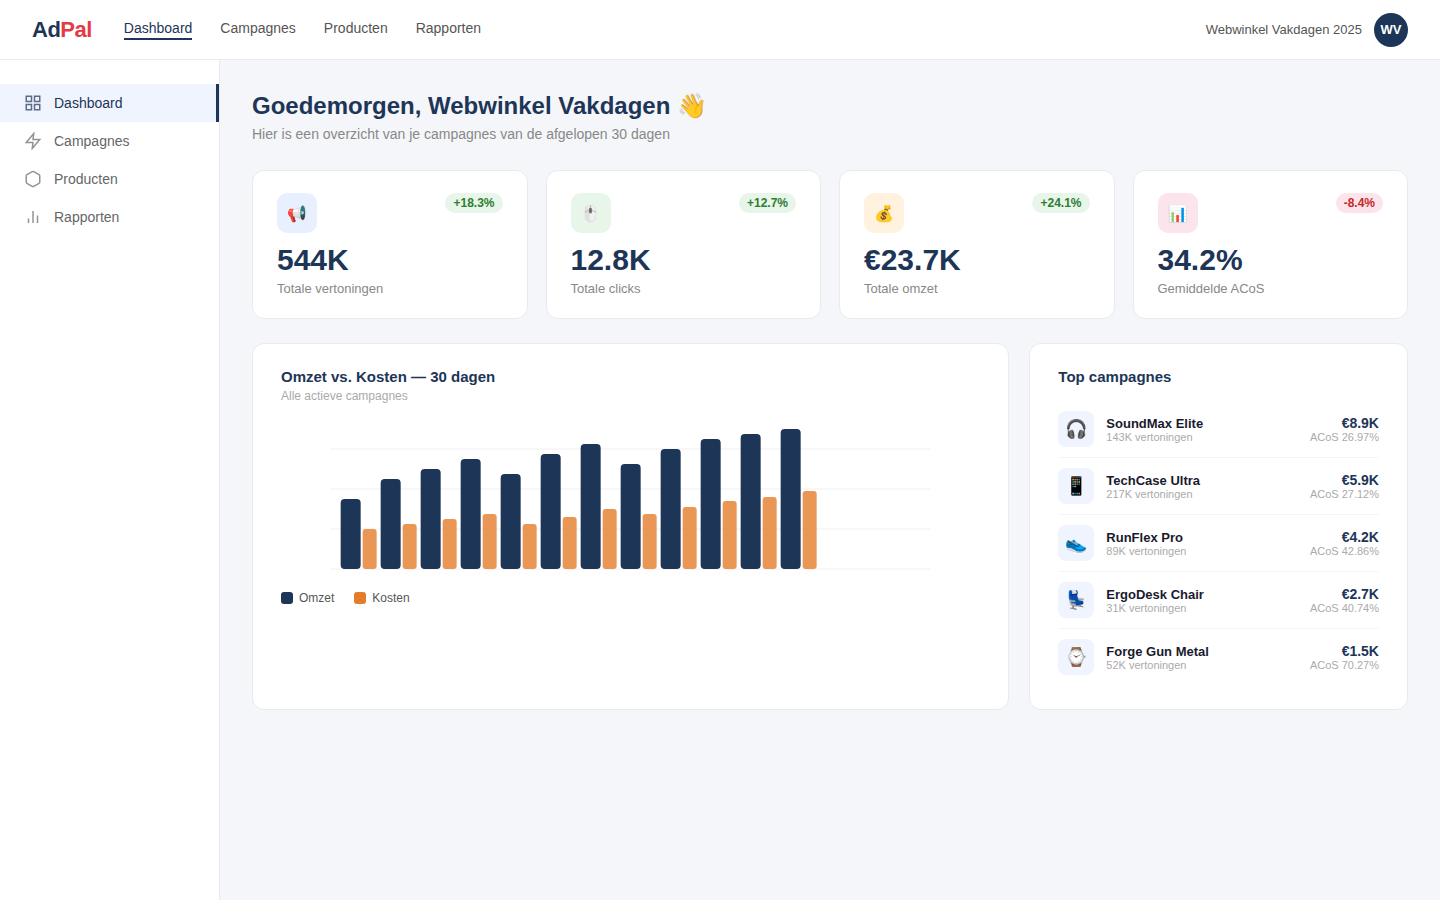 AdPal
Dashboard Campagnes Producten Rapporten
Webwinkel Vakdagen 2025 WV
Dashboard
Campagnes
Producten
Rapporten
Goedemorgen, Webwinkel Vakdagen 👋
Hier is een overzicht van je campagnes van de afgelopen 30 dagen
+18.3%
544K
Totale vertoningen
+12.7%
12.8K
Totale clicks
+24.1%
€23.7K
Totale omzet
-8.4%
34.2%
Gemiddelde ACoS
Omzet vs. Kosten — 30 dagen
Alle actieve campagnes
Omzet Kosten
Top campagnes
SoundMax Elite €8.9K
143K vertoningen ACoS 26.97%
TechCase Ultra €5.9K
217K vertoningen ACoS 27.12%
RunFlex Pro €4.2K
89K vertoningen ACoS 42.86%
ErgoDesk Chair €2.7K
31K vertoningen ACoS 40.74%
Forge Gun Metal €1.5K
52K vertoningen ACoS 70.27%